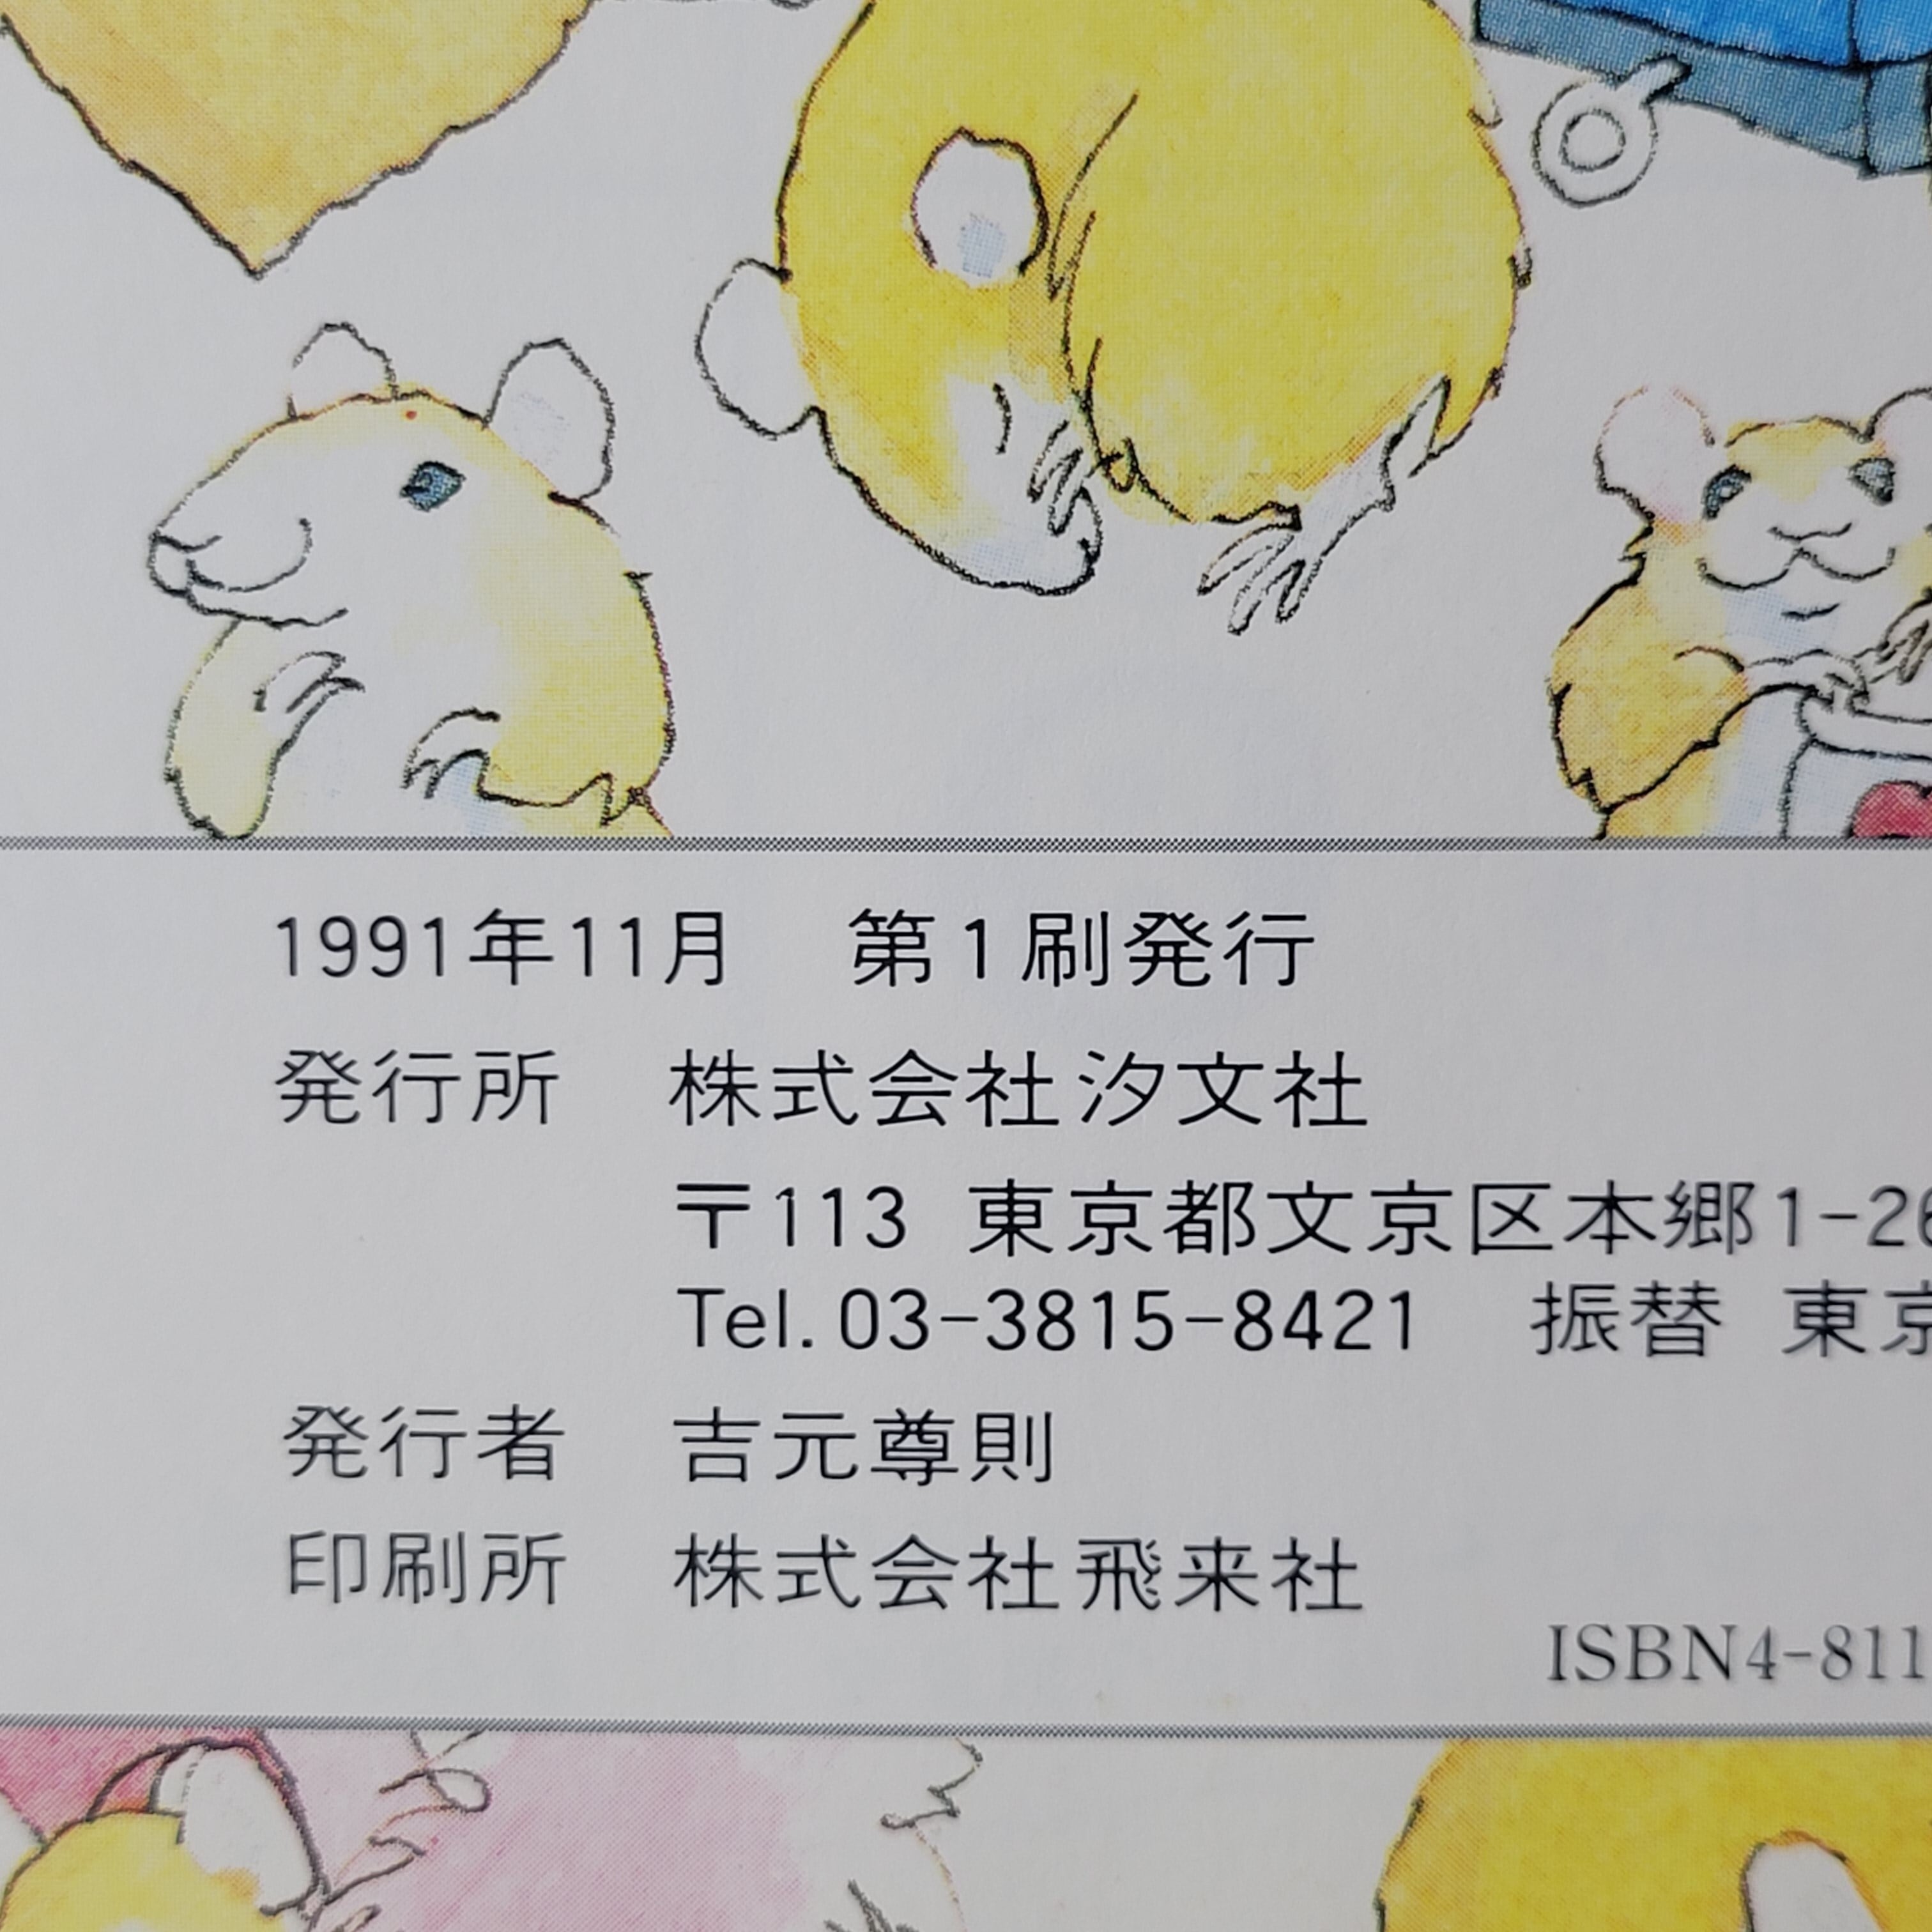 1991年11月　第1刷発行
発行所　株式会社汐文社
〒113 東京都文京区本郷1-26
Tel.03-3815-8421　振替 東京
発行者　吉元尊則
印刷所　株式会社飛来社
ISBN4-811